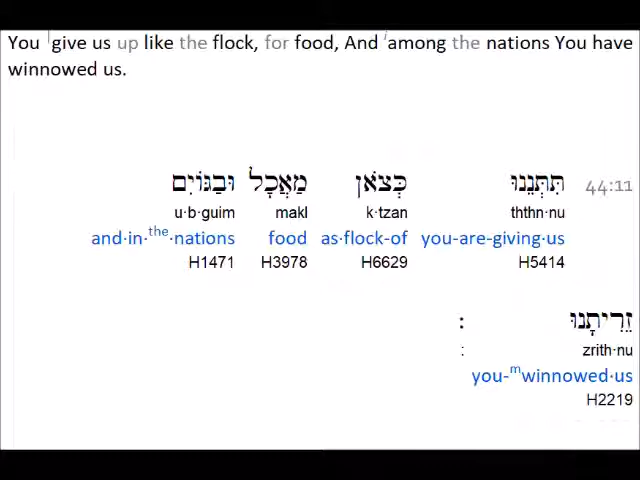 You give us up like the flock, for food, And among the nations You have
winnowed us.
44:11 תִּתְּנֵנוּ כְּצֹאן מַאֲכָל וּבַגּוֹיִם
ththn·nu k·tzan makl u·b·guim
you-are-giving·us as·flock-of food and·in·the·nations
H5414 H6629 H3978 H1471
זֵרִיתָנוּ :
zrith·nu :
you-mwinnowed·us
H2219